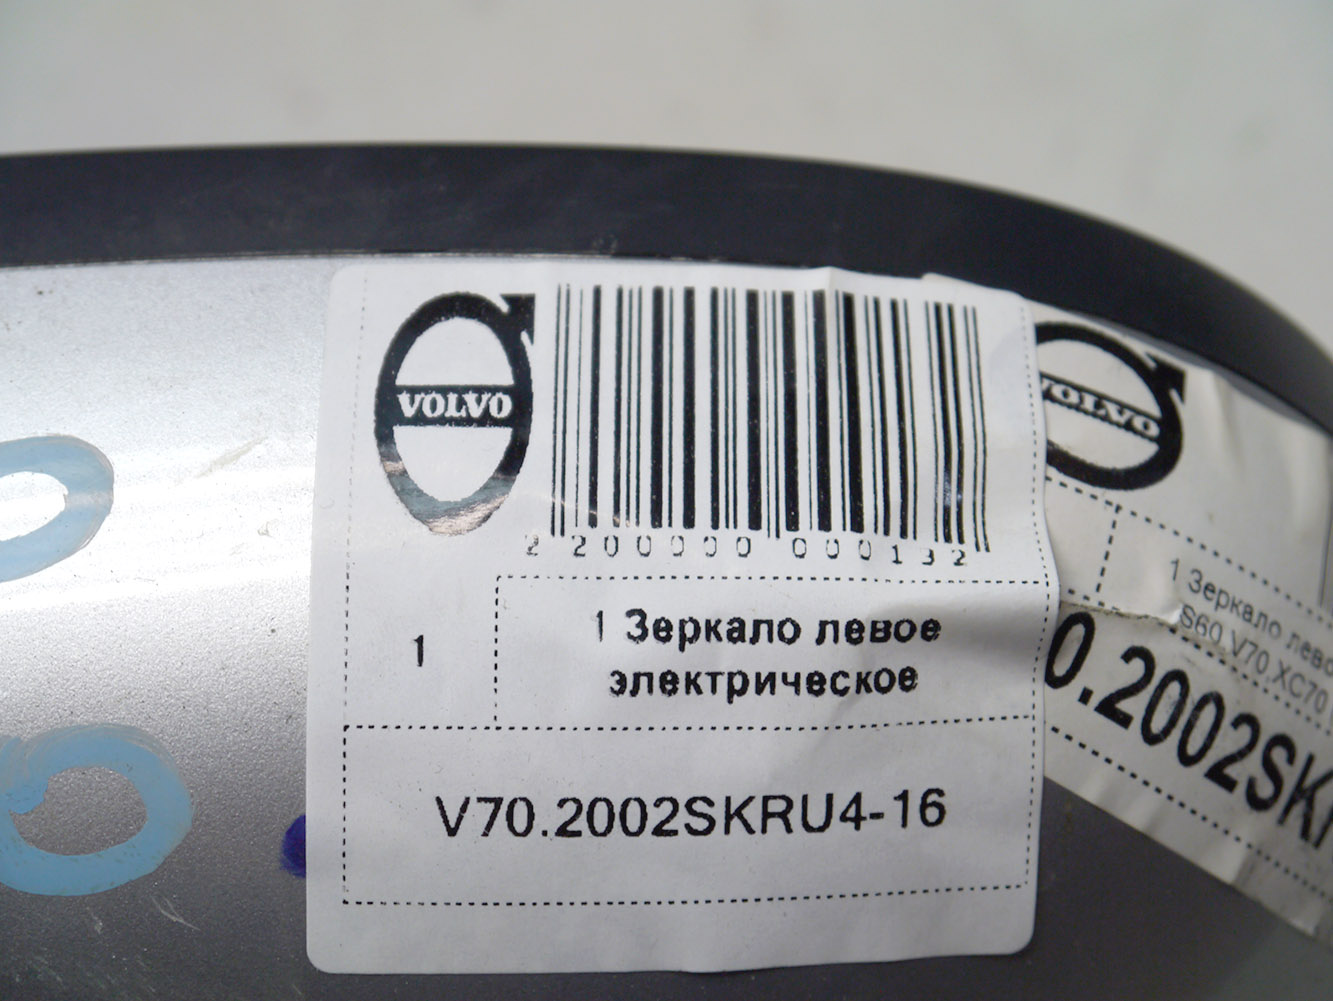 VOLVO
2 200000 000132
1
1 Зеркало левое
электрическое
V70.2002SKRU4-16
VOLVO
1 Зеркало левое
S60,V70,XC70
0.2002SK